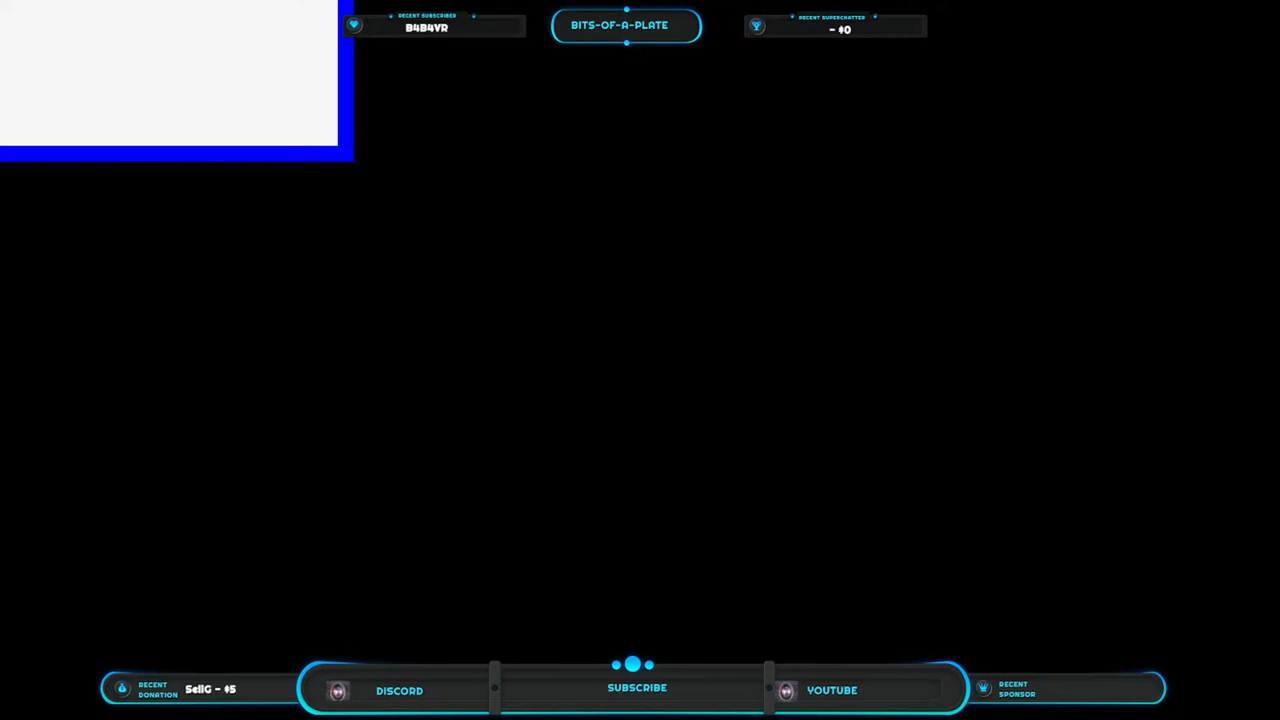 RECENT SUBSCRIBER
B4B4VR
BITS-OF-A-PLATE
RECENT SUPERCHATTER
- $0
RECENT
DONATION
SellG - $5
DISCORD
SUBSCRIBE
YOUTUBE
RECENT
SPONSOR